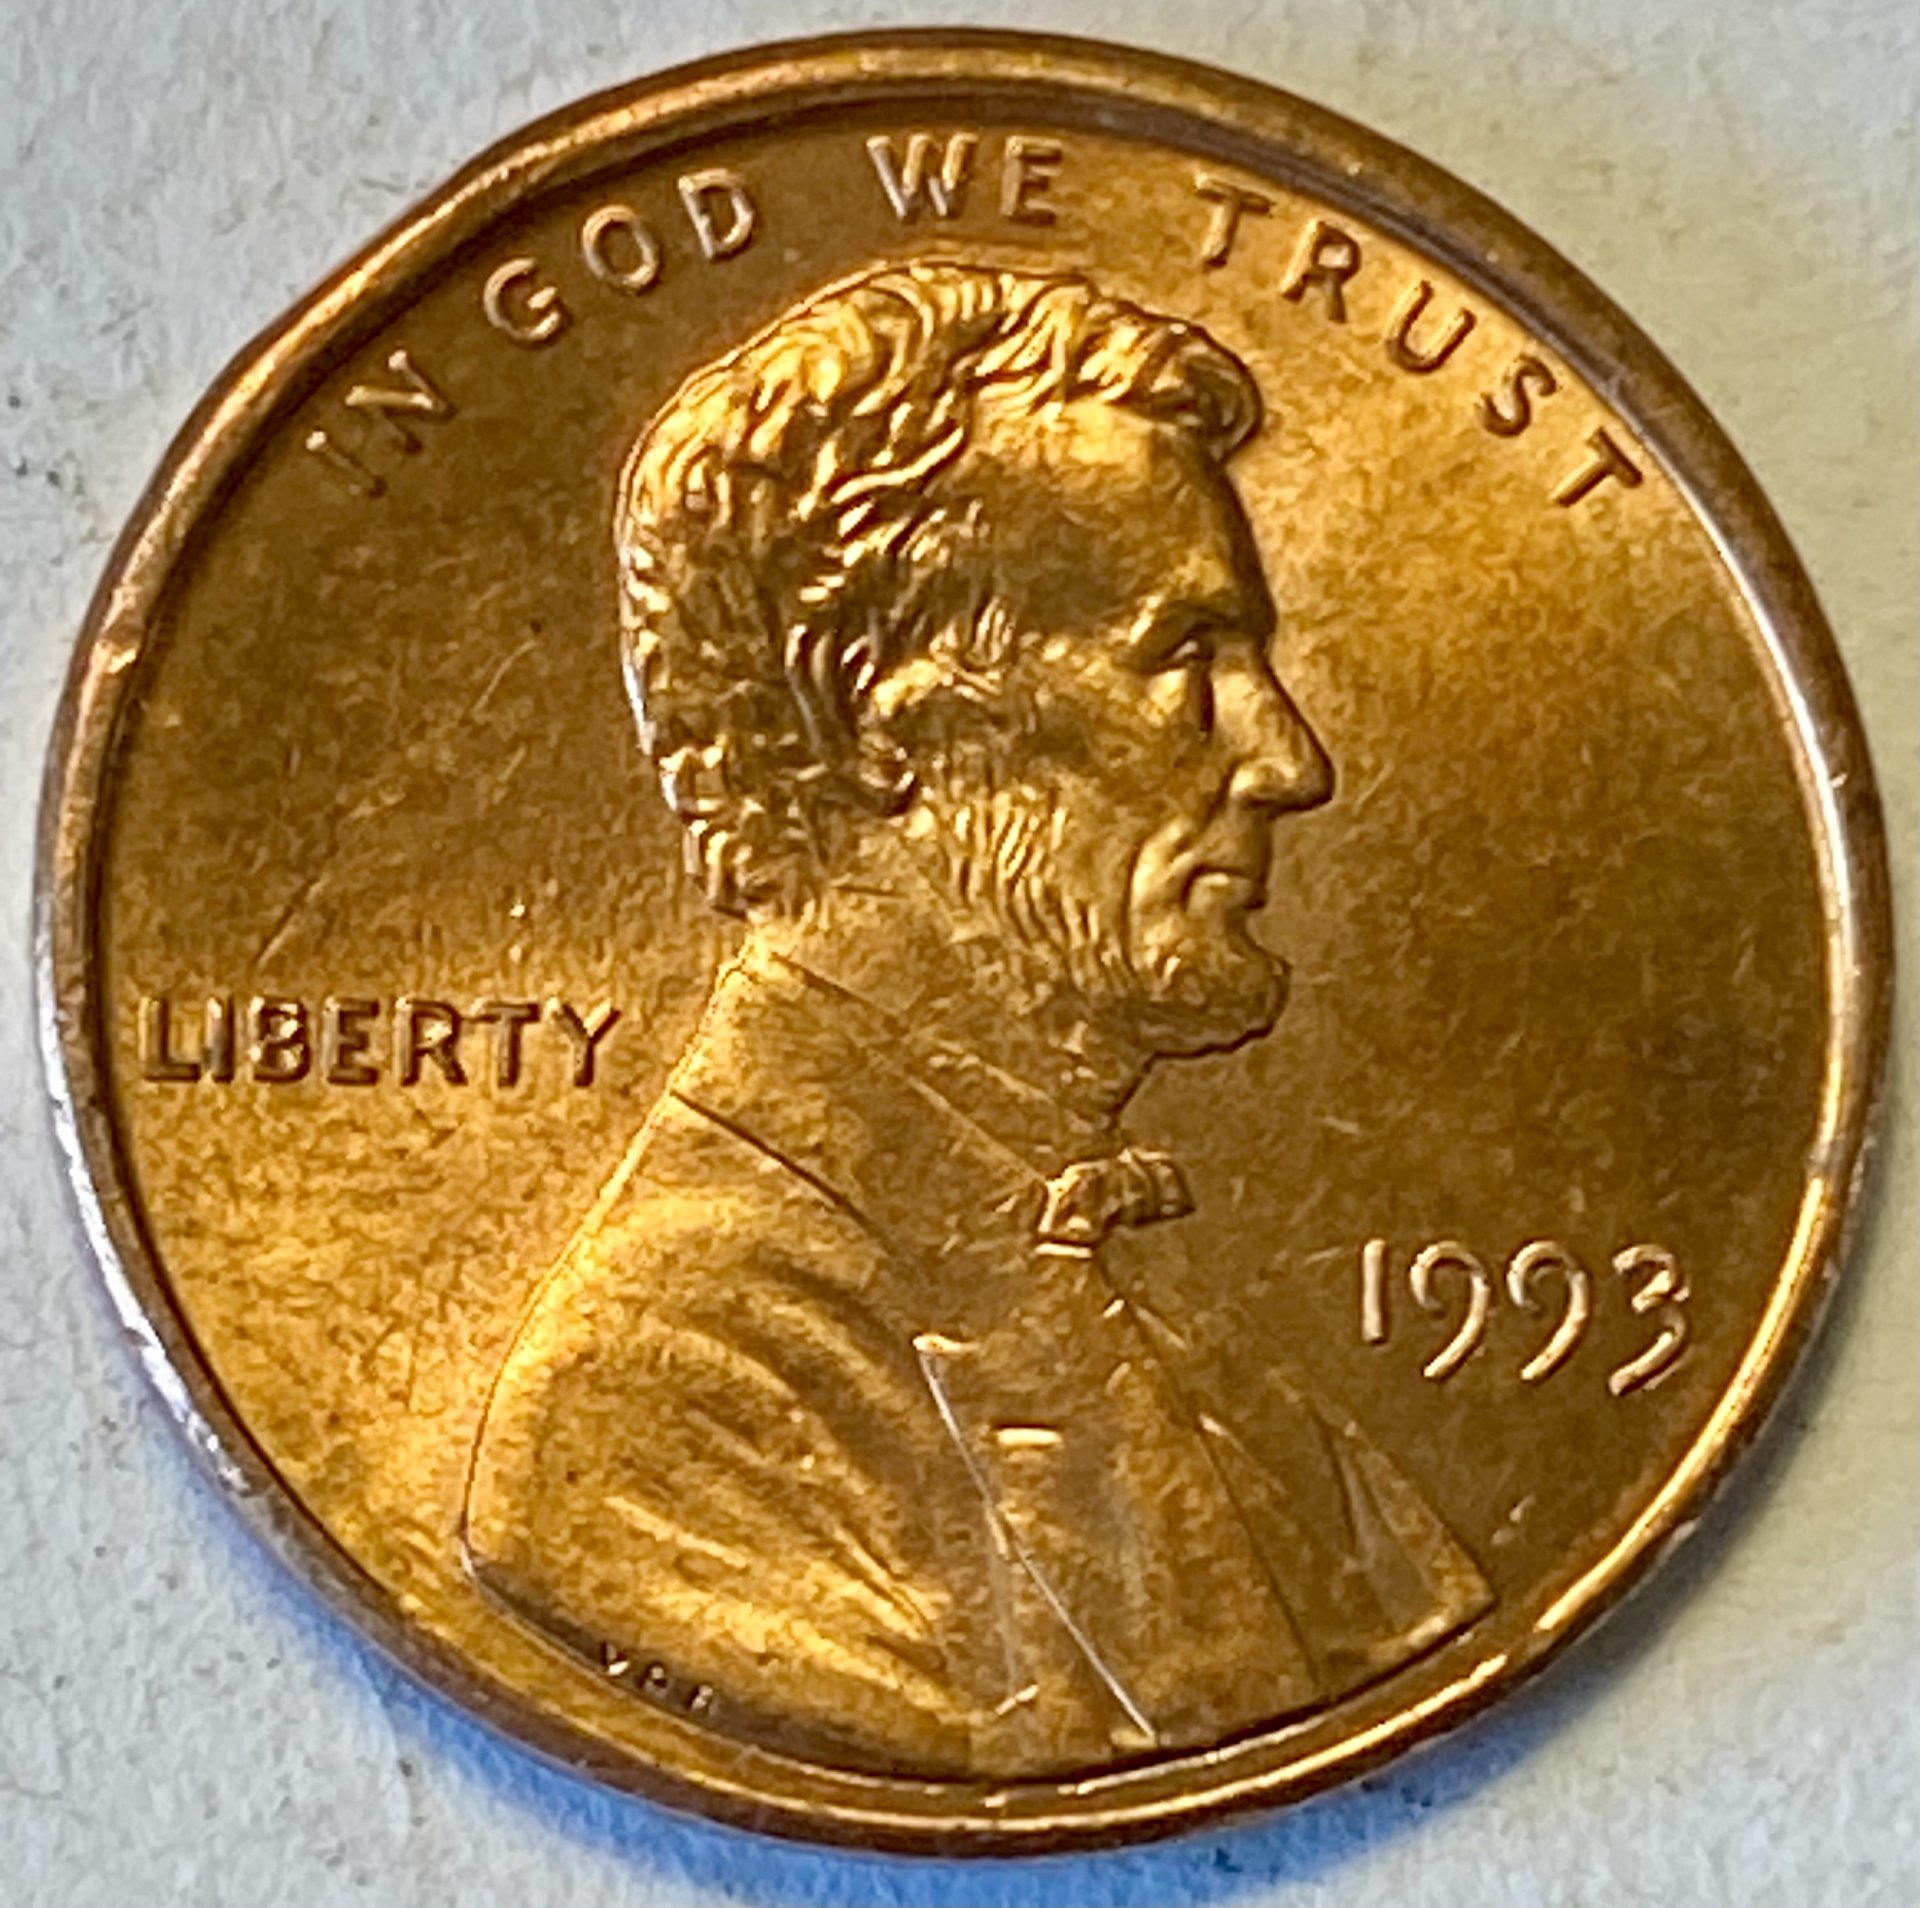 IN GOD WE TRUST
LIBERTY
1993